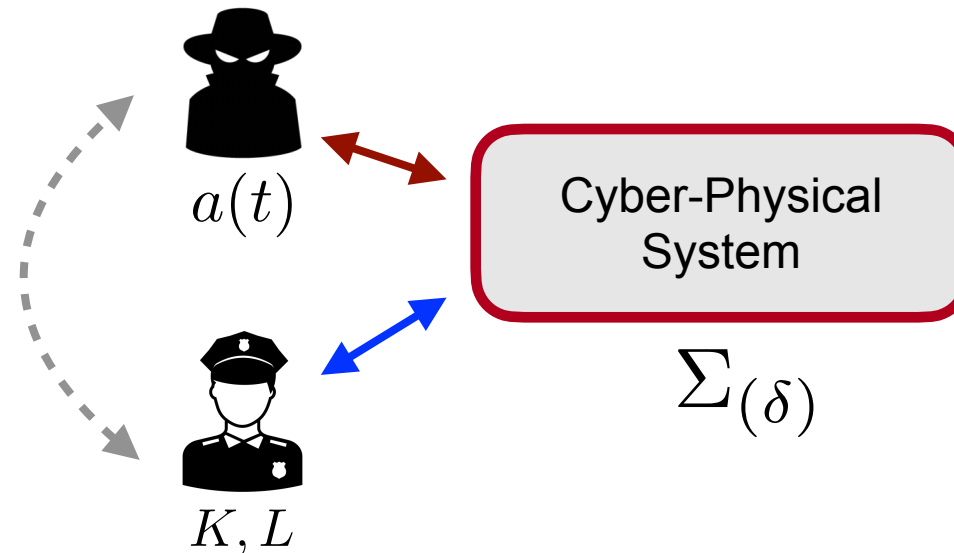 a(t)
Cyber-Physical
System
Σ(δ)
K, L